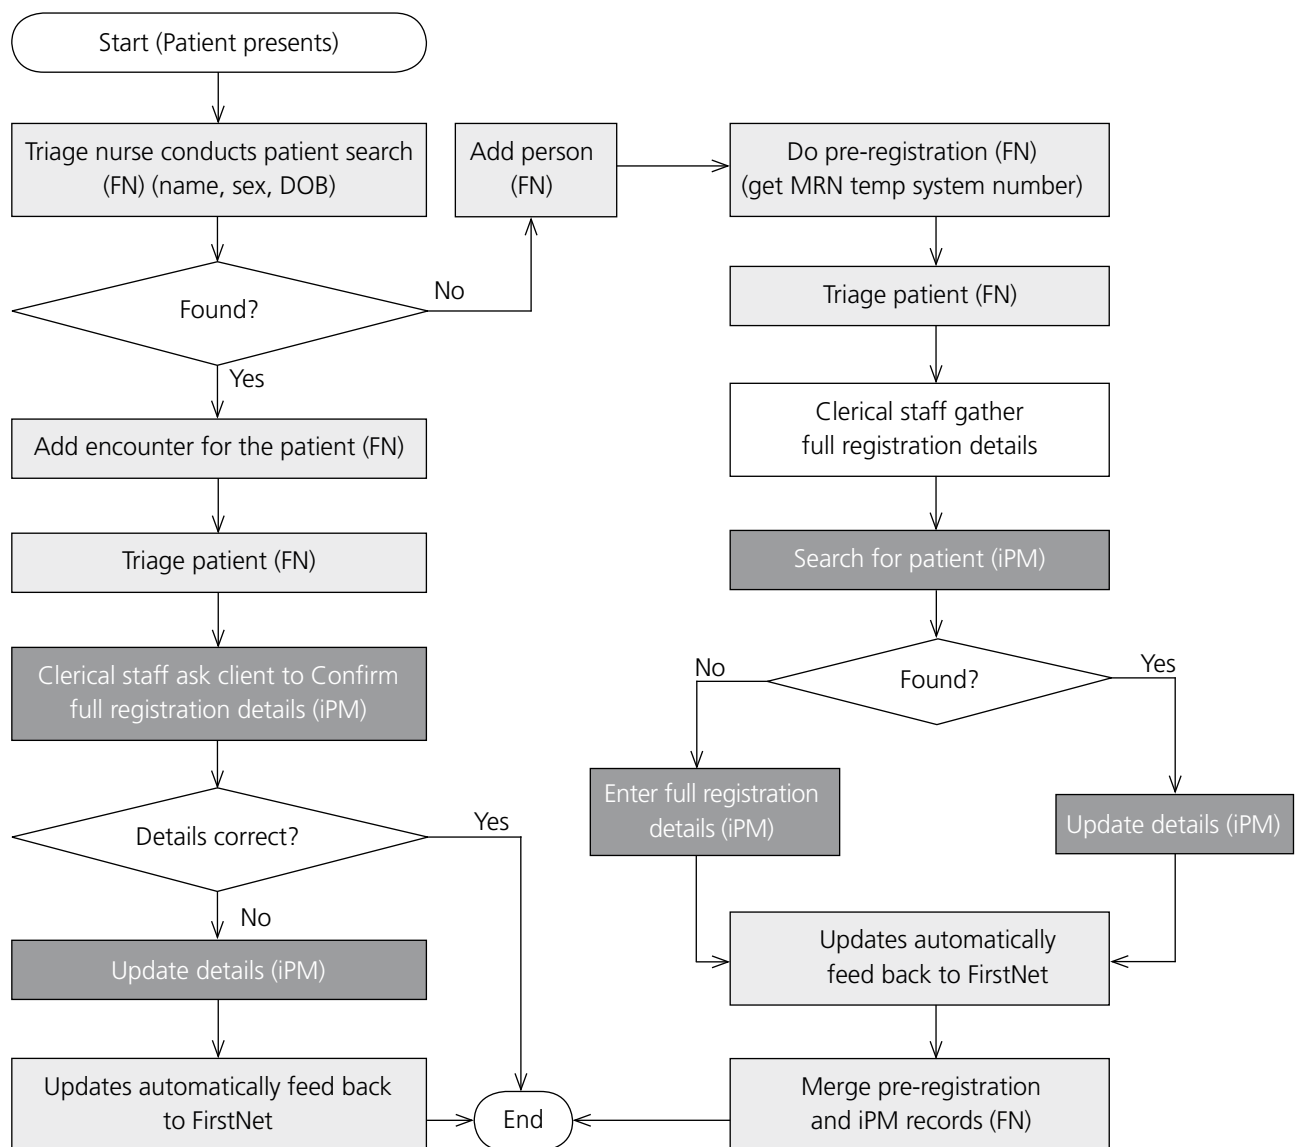 Start (Patient presents)
Triage nurse conducts patient search
(FN) (name, sex, DOB)
Found?
No
Yes
Add person
(FN)
Do pre-registration (FN)
(get MRN temp system number)
Triage patient (FN)
Clerical staff gather
full registration details
Search for patient (iPM)
Found?
No
Yes
Enter full registration
details (iPM)
Update details (iPM)
Updates automatically
feed back to FirstNet
Merge pre-registration
and iPM records (FN)
Add encounter for the patient (FN)
Triage patient (FN)
Clerical staff ask client to Confirm
full registration details (iPM)
Details correct?
Yes
No
Update details (iPM)
Updates automatically feed back
to FirstNet
End